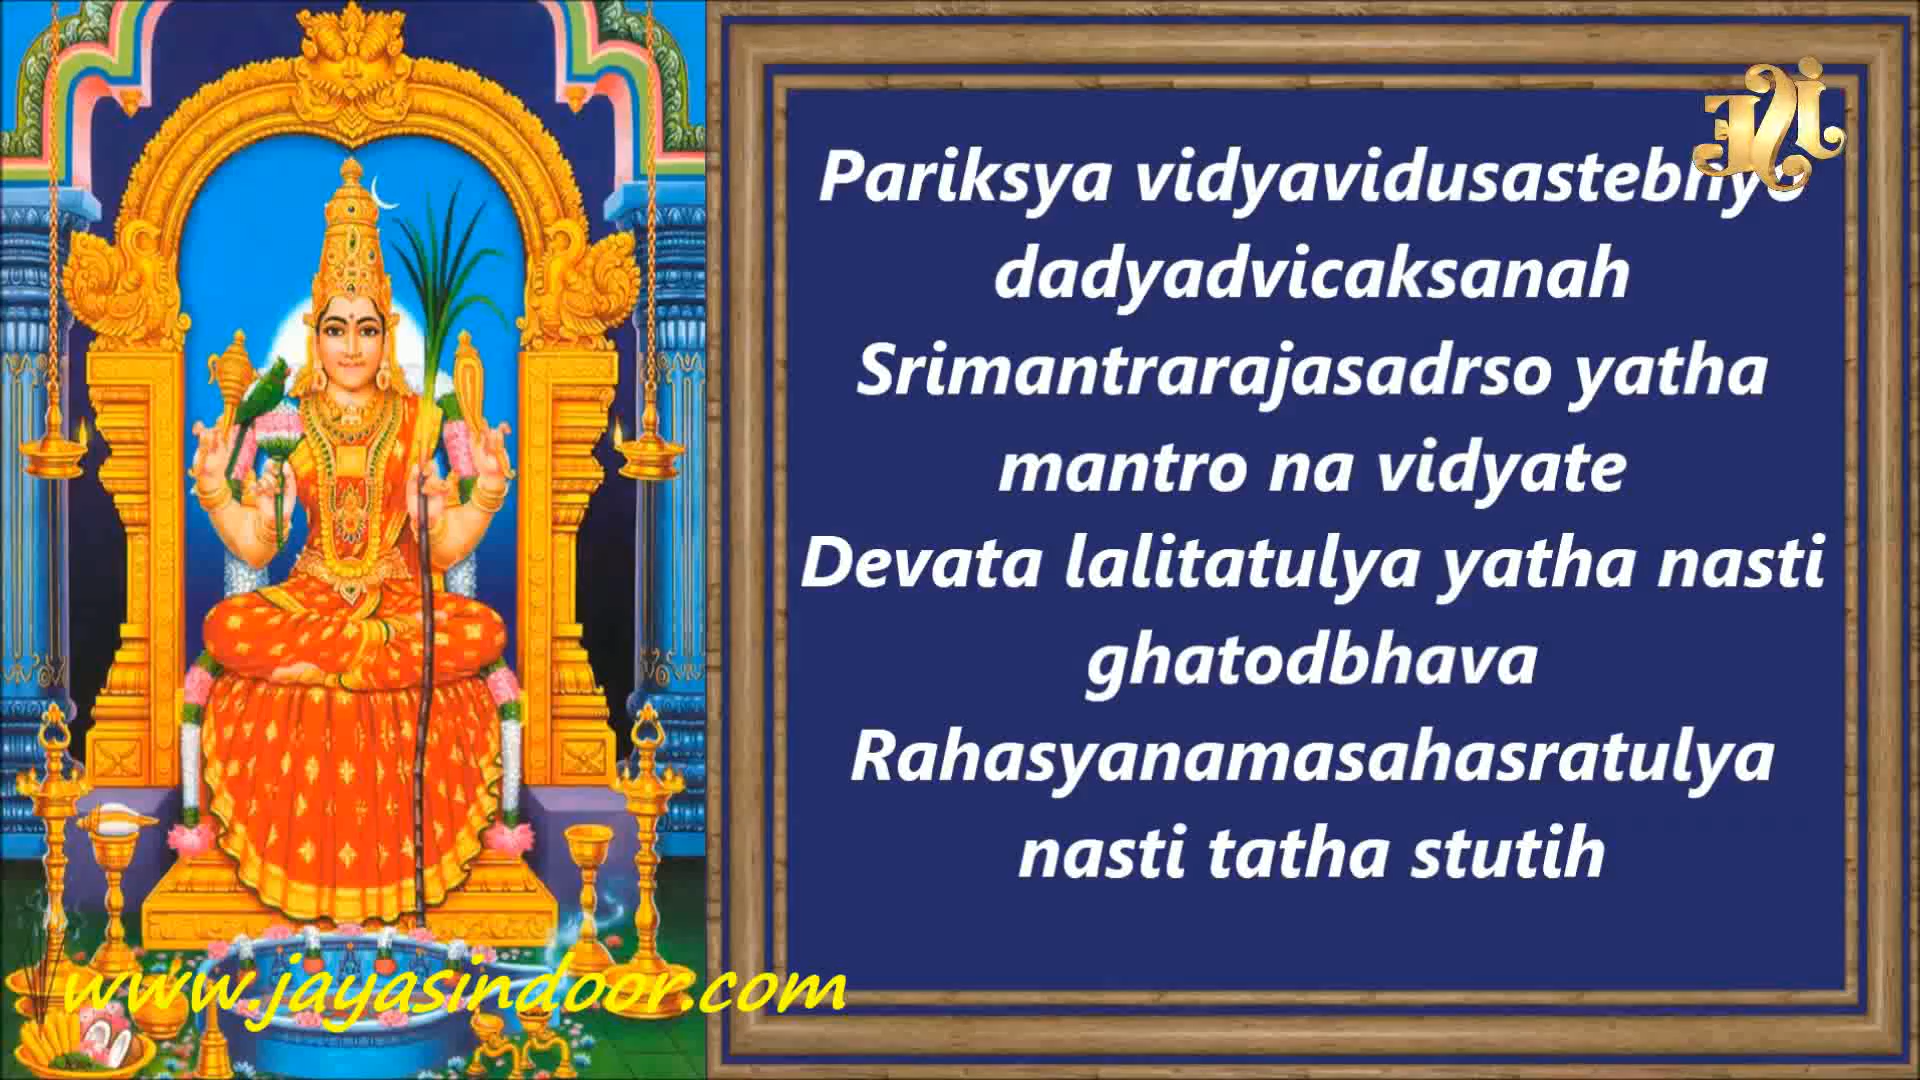 Pariksya vidyavidusastebhyo
dadyadvicaksanah
Srimantrarajasadrso yatha
mantro na vidyate
Devata lalitatulya yatha nasti
ghatodbhava
Rahasyanamasahasratulya
nasti tatha stutih
www.jayasindoor.com